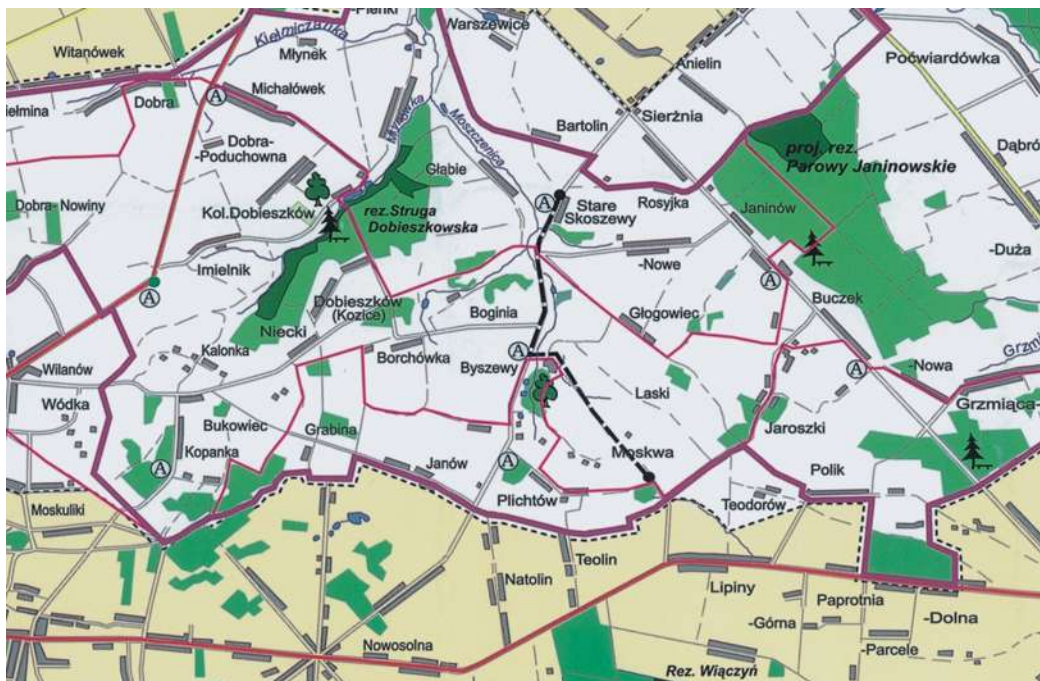 -Pieńki
Warszewice
Kiełmiczanka
Młynek
Witanówek
Anielin
Poćwiardówka
Dobra
Michałówek
A
Młynówka
Moszczenica
Sierżnia
Bartolin
Dobra-
-Poduchowna
Głąbie
proj. rez.
Parowy Janinowskie
Dobra-Nowiny
Kol.Dobieszków
rez.Struga
Dobieszkowska
A
Stare
Skoszewy
Rosyjka
Janinów
Imielnik
-Nowe
-Duża
A
A
Dobieszków
(Kozice)
Boginia
Głogowiec
Buczek
Niecki
Kalonka
Borchówka
A
Byszewy
A
-Nowa
Wilanów
Wódka
Laski
Grzmiąca-
Bukowiec
Grabina
Jaroszki
Kopanka
A
Janów
A
Moskwa
Polik
Moskuliki
Plichtów
Teodorów
Teolin
Natolin
Lipiny
Paprotnia
-Górna
-Dolna
Nowosolna
-Parcele
Rez. Wiączyń